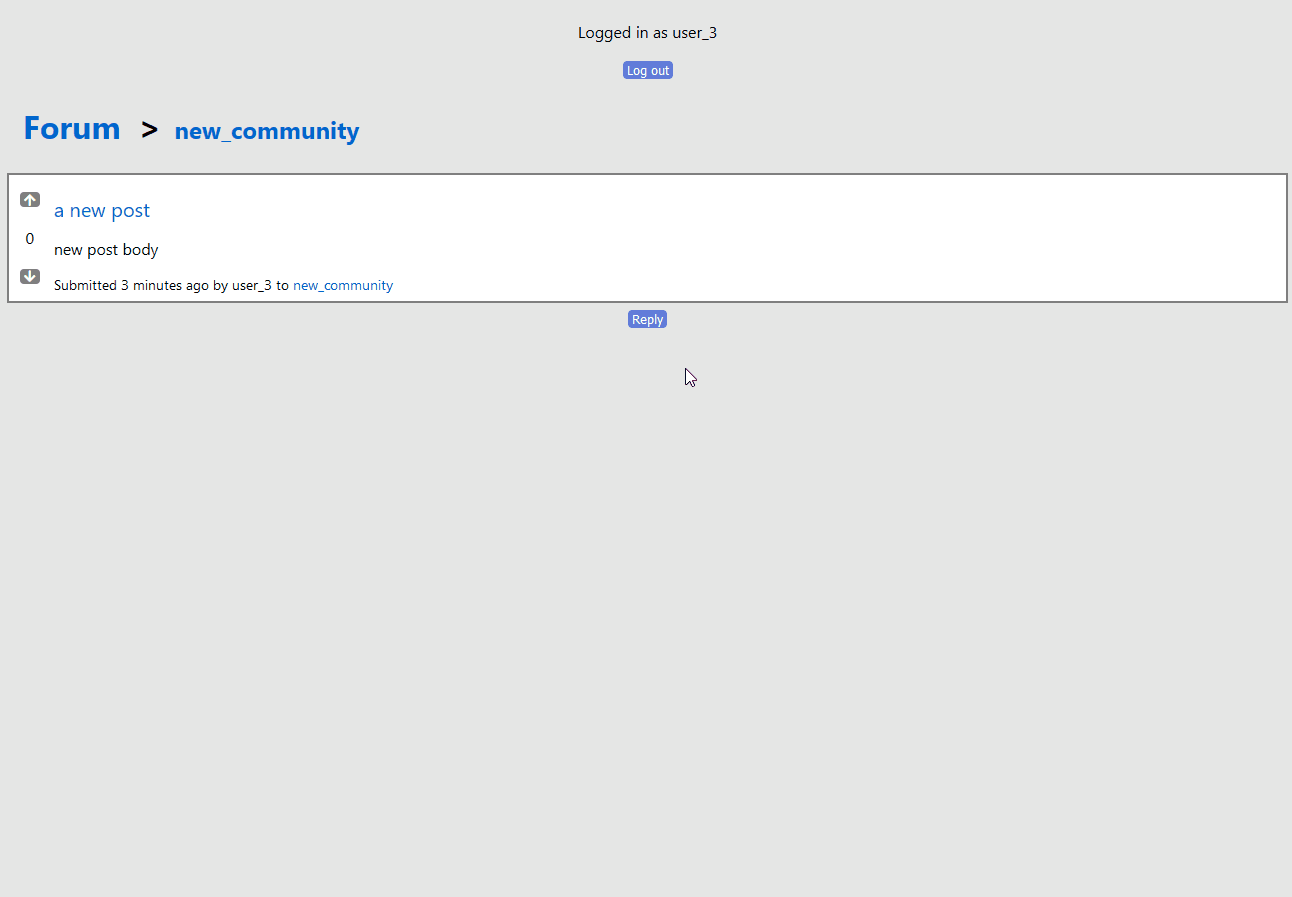 Logged in as user_3
Log out
Forum > new_community
a new post
0
new post body
Submitted 3 minutes ago by user_3 to new_community
Reply